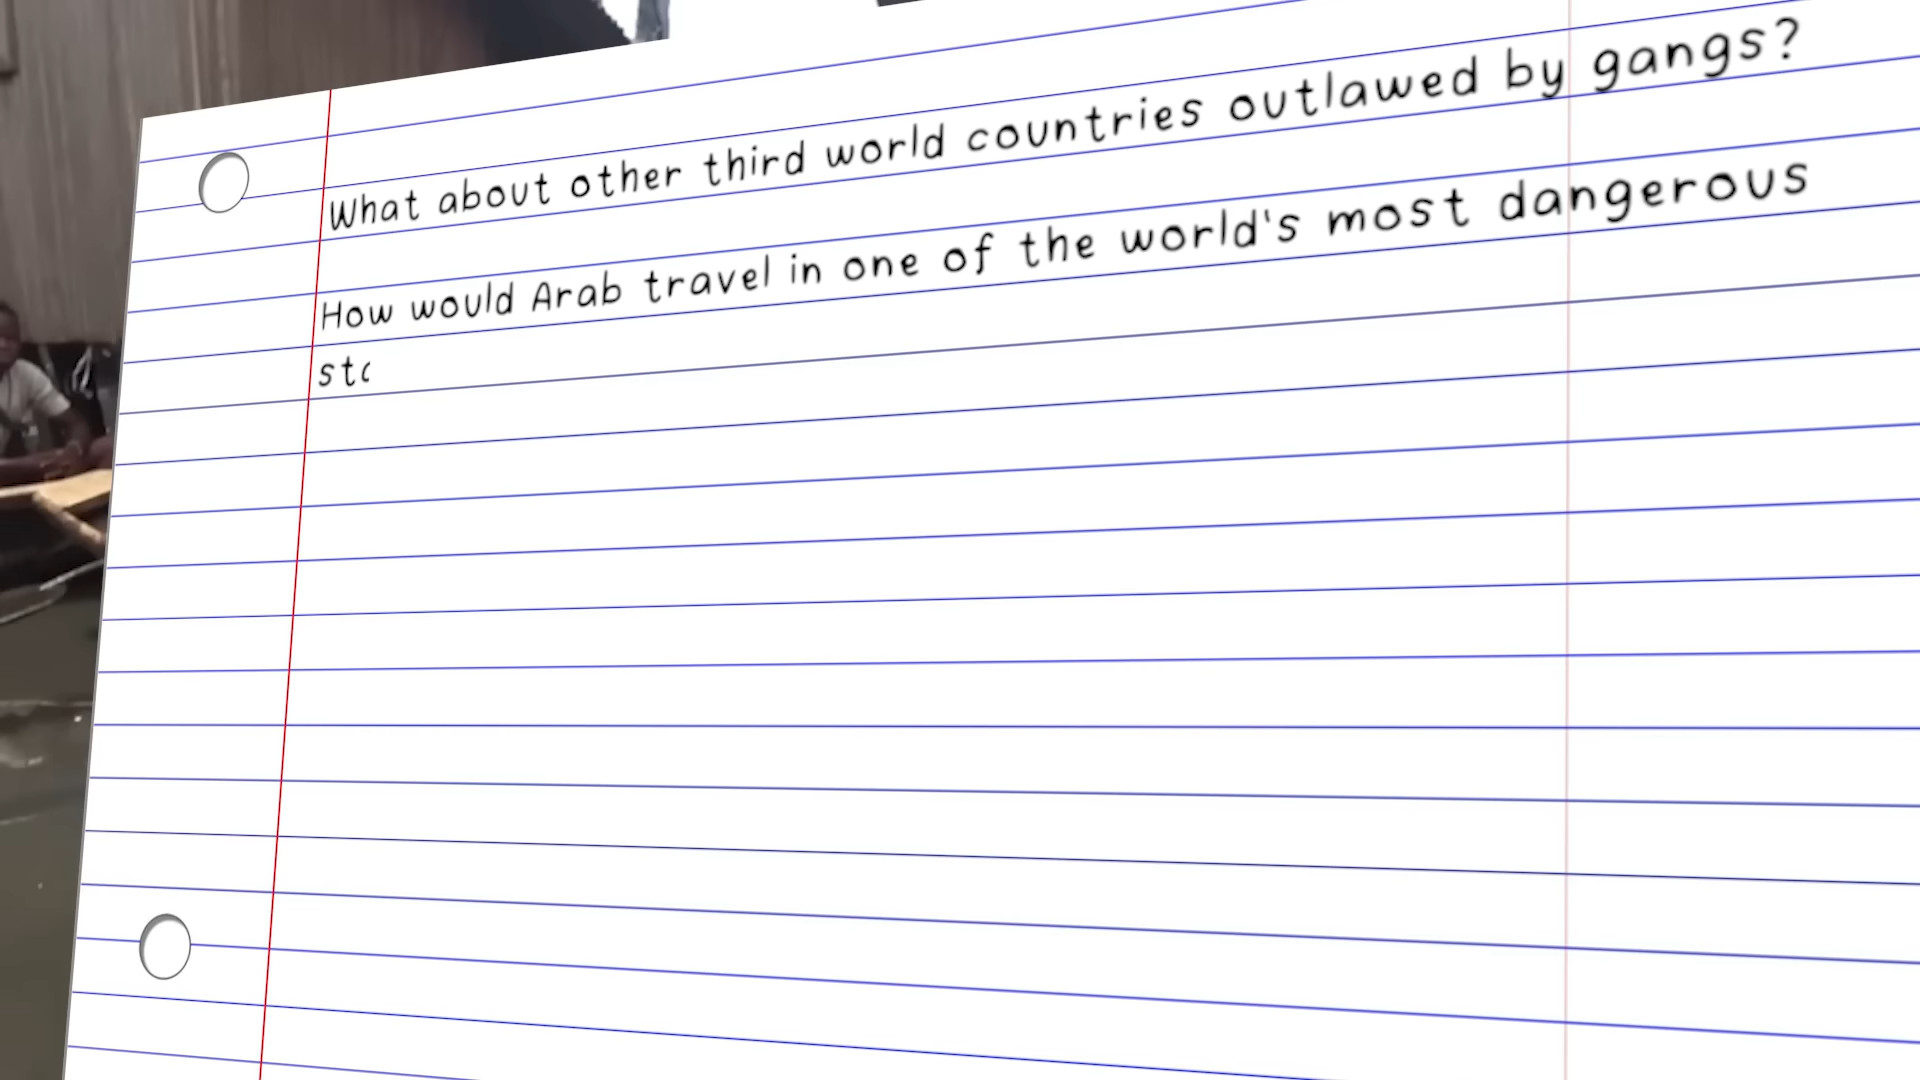 What about other third world countries outlawed by gangs?
How would Arab travel in one of the world's most dangerous